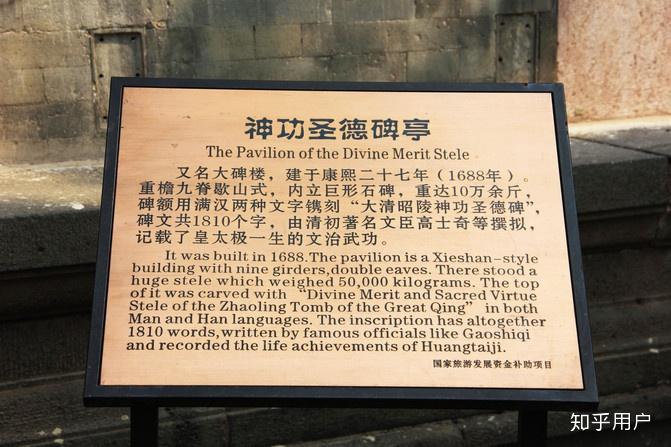 神功圣德碑亭
The Pavilion of the Divine Merit Stele
又名大碑楼，建于康熙二十七年（1688年）。
重檐九脊歇山式，内立巨形石碑，重达10万余斤，
碑额用满汉两种文字镌刻“大清昭陵神功圣德碑”，
碑文共1810个字，由清初著名文臣高士奇等撰拟，
记载了皇太极一生的文治武功。
It was built in 1688.The pavilion is a Xieshan-style
building with nine girders,double eaves. There stood a
huge stele which weighed 50,000 kilograms. The top
of it was carved with “Divine Merit and Sacred Virtue
Stele of the Zhaoling Tomb of the Great Qing” in both
Man and Han languages. The inscription has altogether
1810 words,written by famous officials like Gaoshiqi
and recorded the life achievements of Huangtaiji.
国家旅游发展资金补助项目
知乎用户